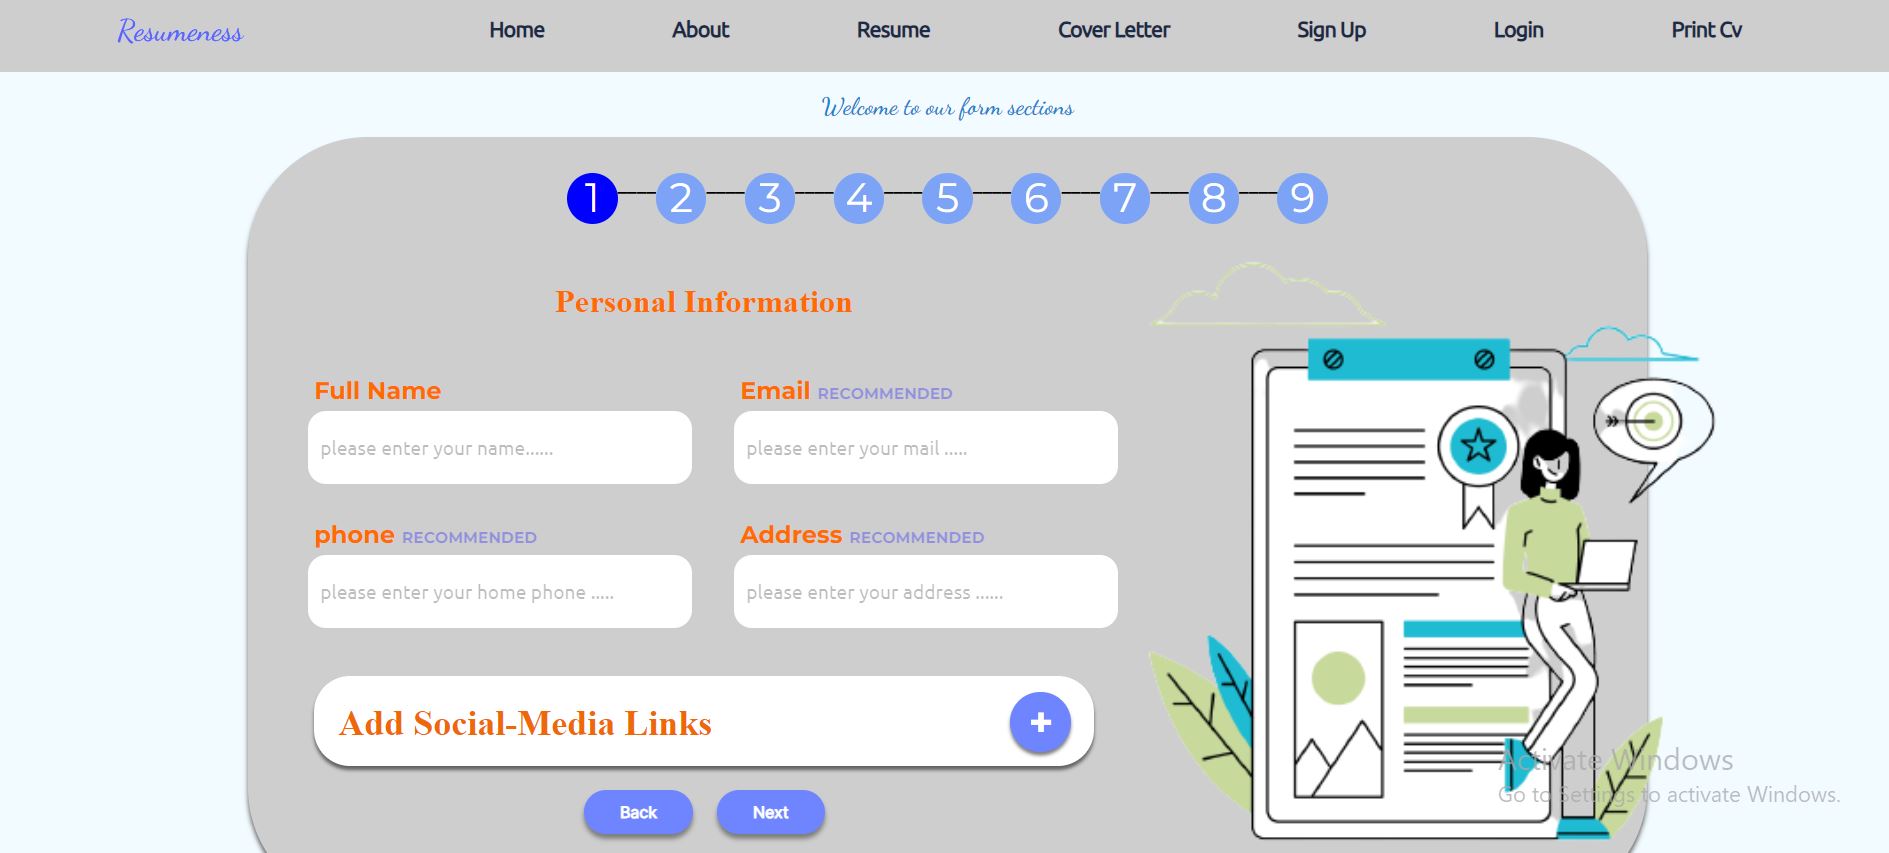 Resumeness Home About Resume Cover Letter Sign Up Login Print Cv
Welcome to our form sections
1 2 3 4 5 6 7 8 9
Personal Information
Full Name Email RECOMMENDED
please enter your name...... please enter your mail .....
phone RECOMMENDED Address RECOMMENDED
please enter your home phone ..... please enter your address ......
Add Social-Media Links +
Back Next
Activate Windows
Go to Settings to activate Windows.